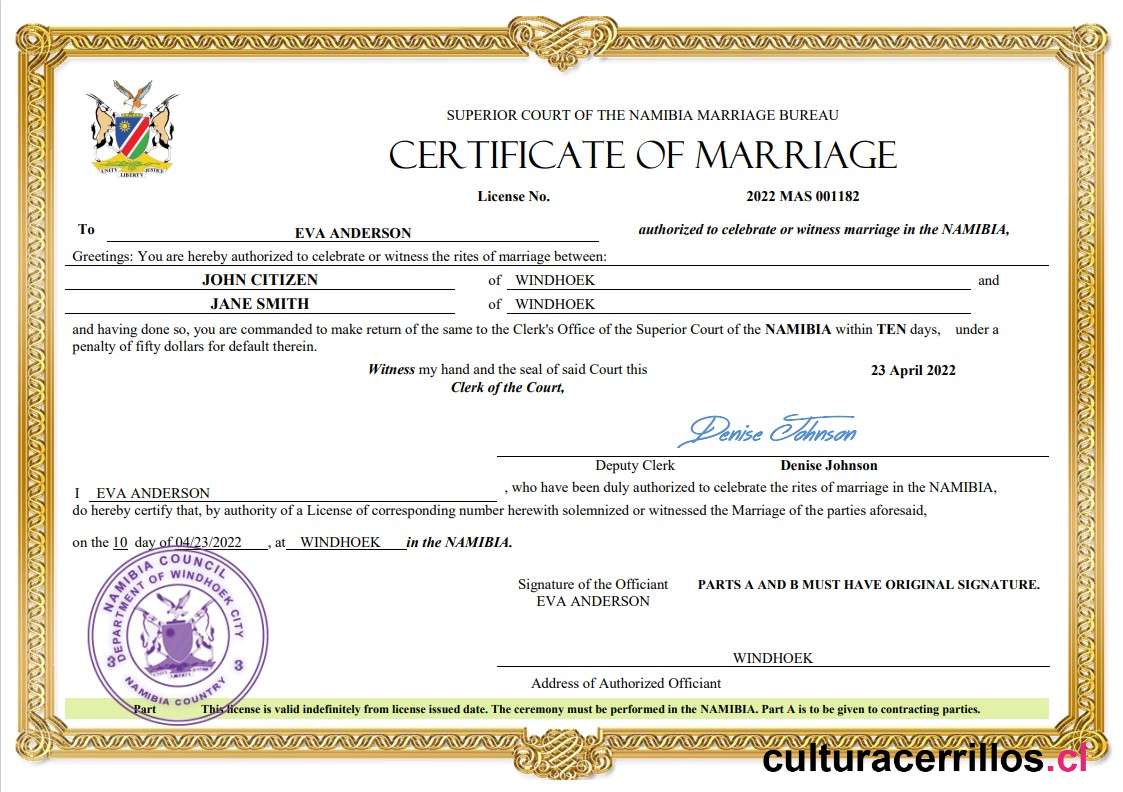 SUPERIOR COURT OF THE NAMIBIA MARRIAGE BUREAU
CERTIFICATE OF MARRIAGE
UNITY LIBERTY JUSTICE
License No. 2022 MAS 001182
To EVA ANDERSON authorized to celebrate or witness marriage in the NAMIBIA,
Greetings: You are hereby authorized to celebrate or witness the rites of marriage between:
JOHN CITIZEN of WINDHOEK and
JANE SMITH of WINDHOEK
and having done so, you are commanded to make return of the same to the Clerk's Office of the Superior Court of the NAMIBIA within TEN days, under a
penalty of fifty dollars for default therein.
Witness my hand and the seal of said Court this 23 April 2022
Clerk of the Court,
Denise Johnson
Deputy Clerk Denise Johnson
I EVA ANDERSON , who have been duly authorized to celebrate the rites of marriage in the NAMIBIA,
do hereby certify that, by authority of a License of corresponding number herewith solemnized or witnessed the Marriage of the parties aforesaid,
on the 10 day of 04/23/2022 , at WINDHOEK in the NAMIBIA.
NAMIBIA COUNCIL
DEPARTMENT OF WINDHOEK CITY
3 3
NAMIBIA COUNTRY
Signature of the Officiant PARTS A AND B MUST HAVE ORIGINAL SIGNATURE.
EVA ANDERSON
WINDHOEK
Address of Authorized Officiant
Part This license is valid indefinitely from license issued date. The ceremony must be performed in the NAMIBIA. Part A is to be given to contracting parties.
culturacerrillos.cl